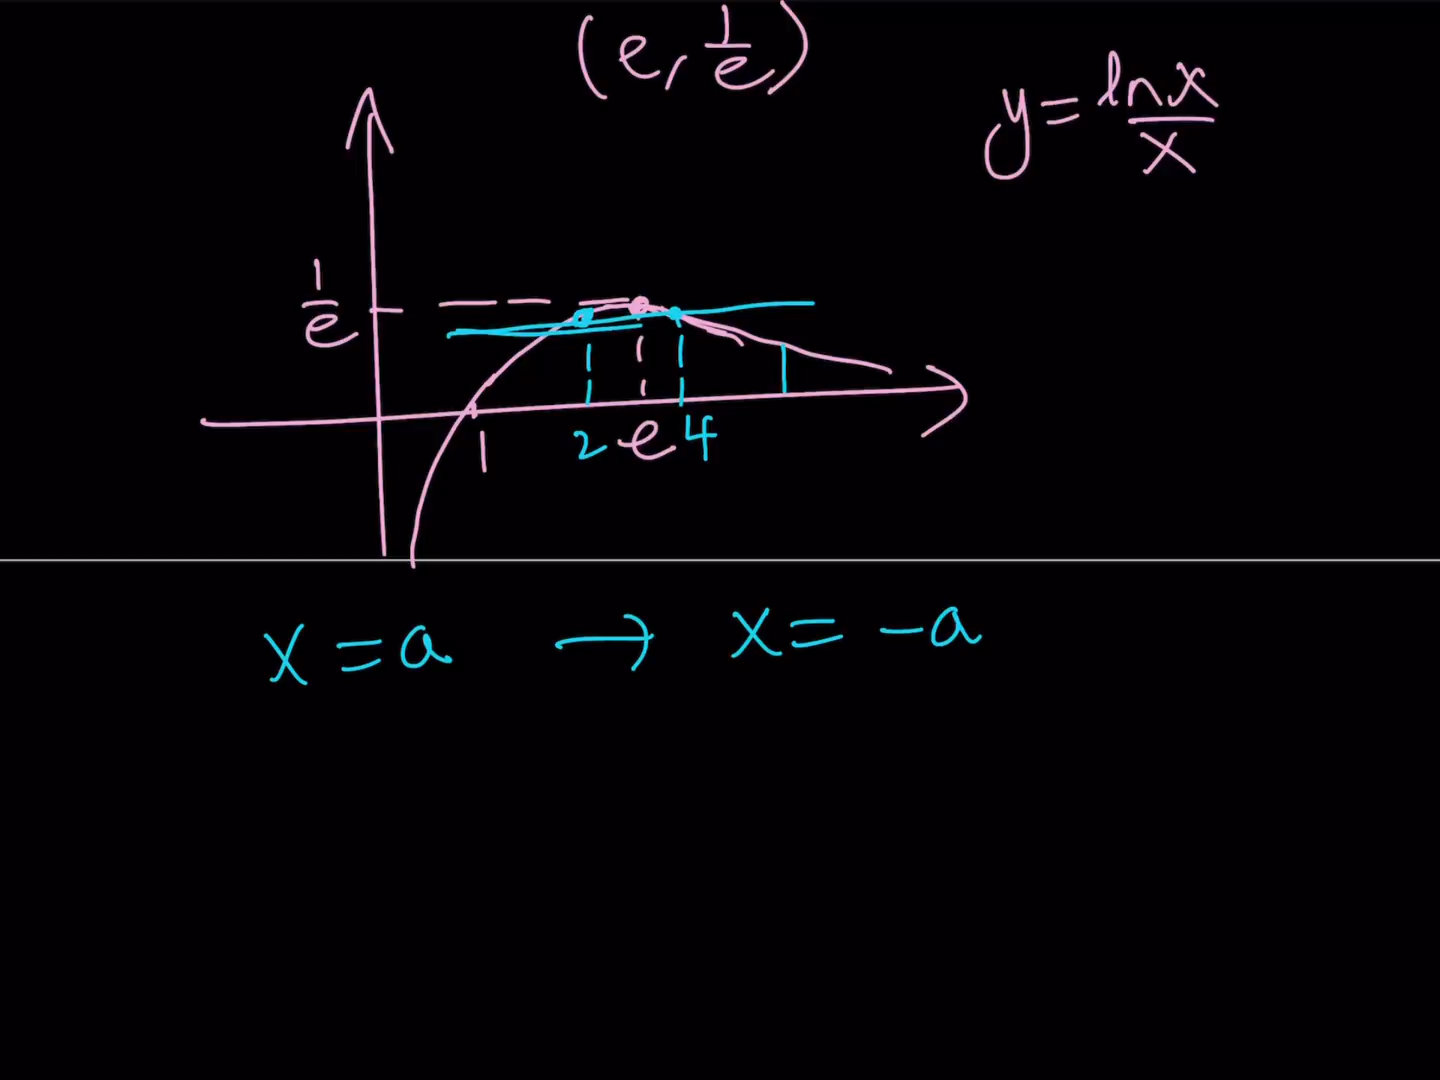 (e, 1/e)
y = ln x / x
1/e
1 2 e 4
x = a → x = -a